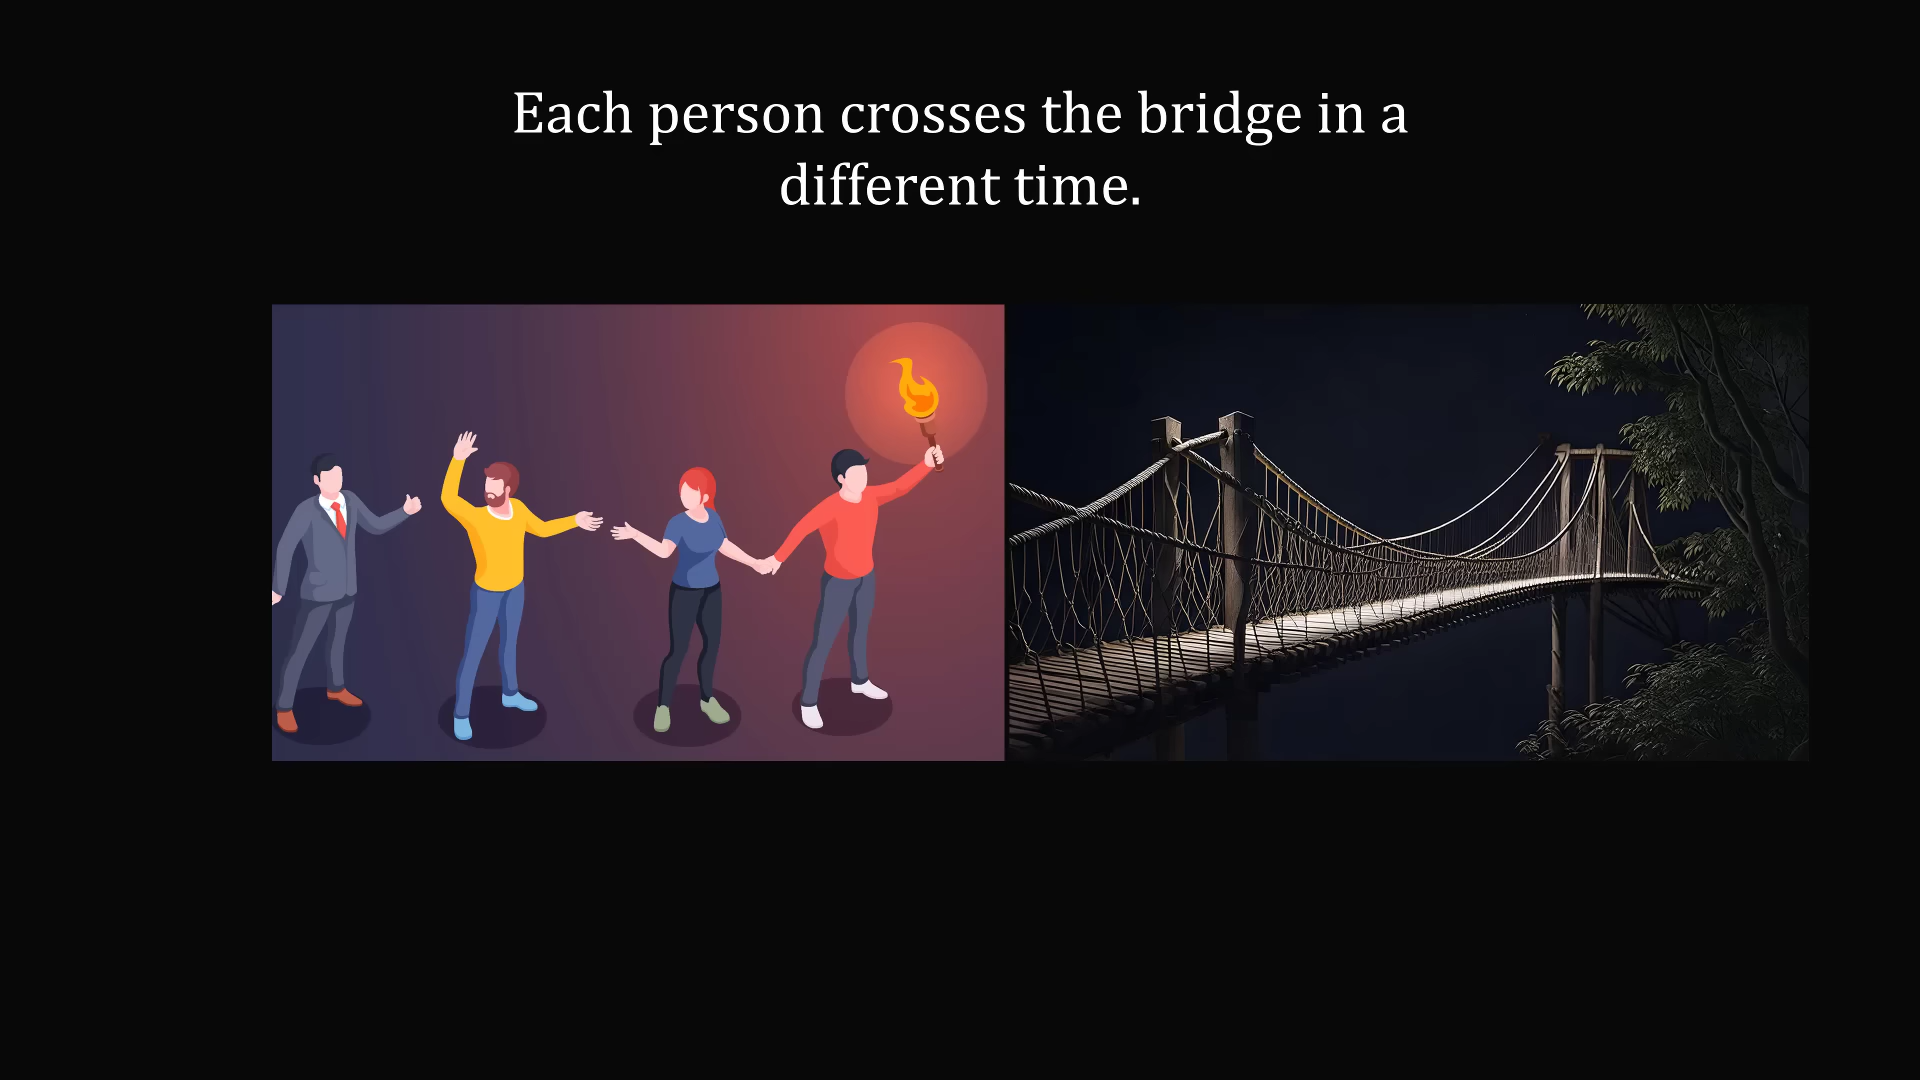 Each person crosses the bridge in a
different time.